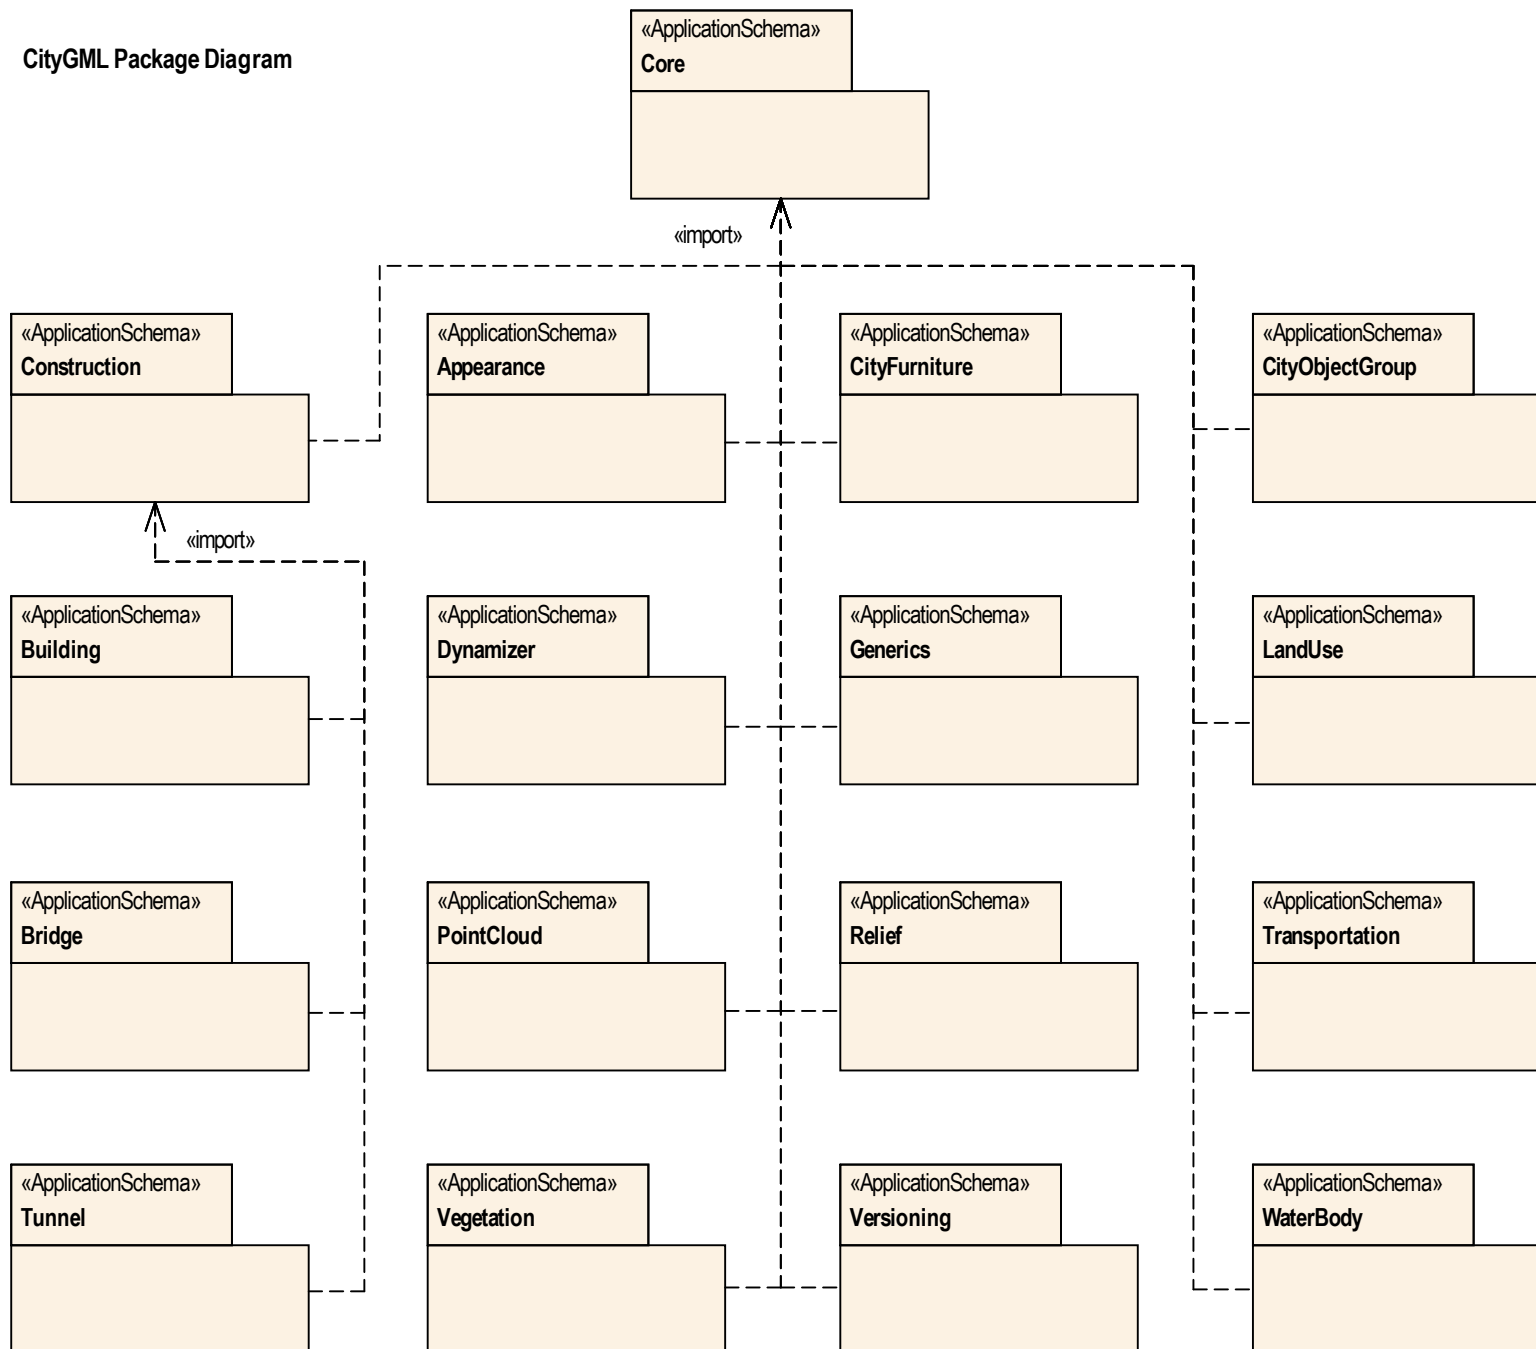 CityGML Package Diagram
«ApplicationSchema»
Core
«import»
«ApplicationSchema»
Construction
«ApplicationSchema»
Appearance
«ApplicationSchema»
CityFurniture
«ApplicationSchema»
CityObjectGroup
«import»
«ApplicationSchema»
Building
«ApplicationSchema»
Dynamizer
«ApplicationSchema»
Generics
«ApplicationSchema»
LandUse
«ApplicationSchema»
Bridge
«ApplicationSchema»
PointCloud
«ApplicationSchema»
Relief
«ApplicationSchema»
Transportation
«ApplicationSchema»
Tunnel
«ApplicationSchema»
Vegetation
«ApplicationSchema»
Versioning
«ApplicationSchema»
WaterBody